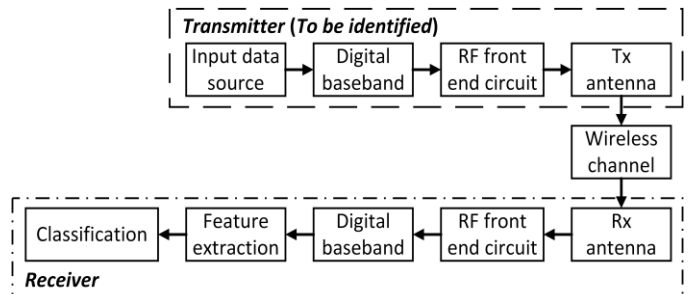 Transmitter (To be identified)
Input data
source
Digital
baseband
RF front
end circuit
Tx
antenna
Wireless
channel
Classification
Feature
extraction
Digital
baseband
RF front
end circuit
Rx
antenna
Receiver